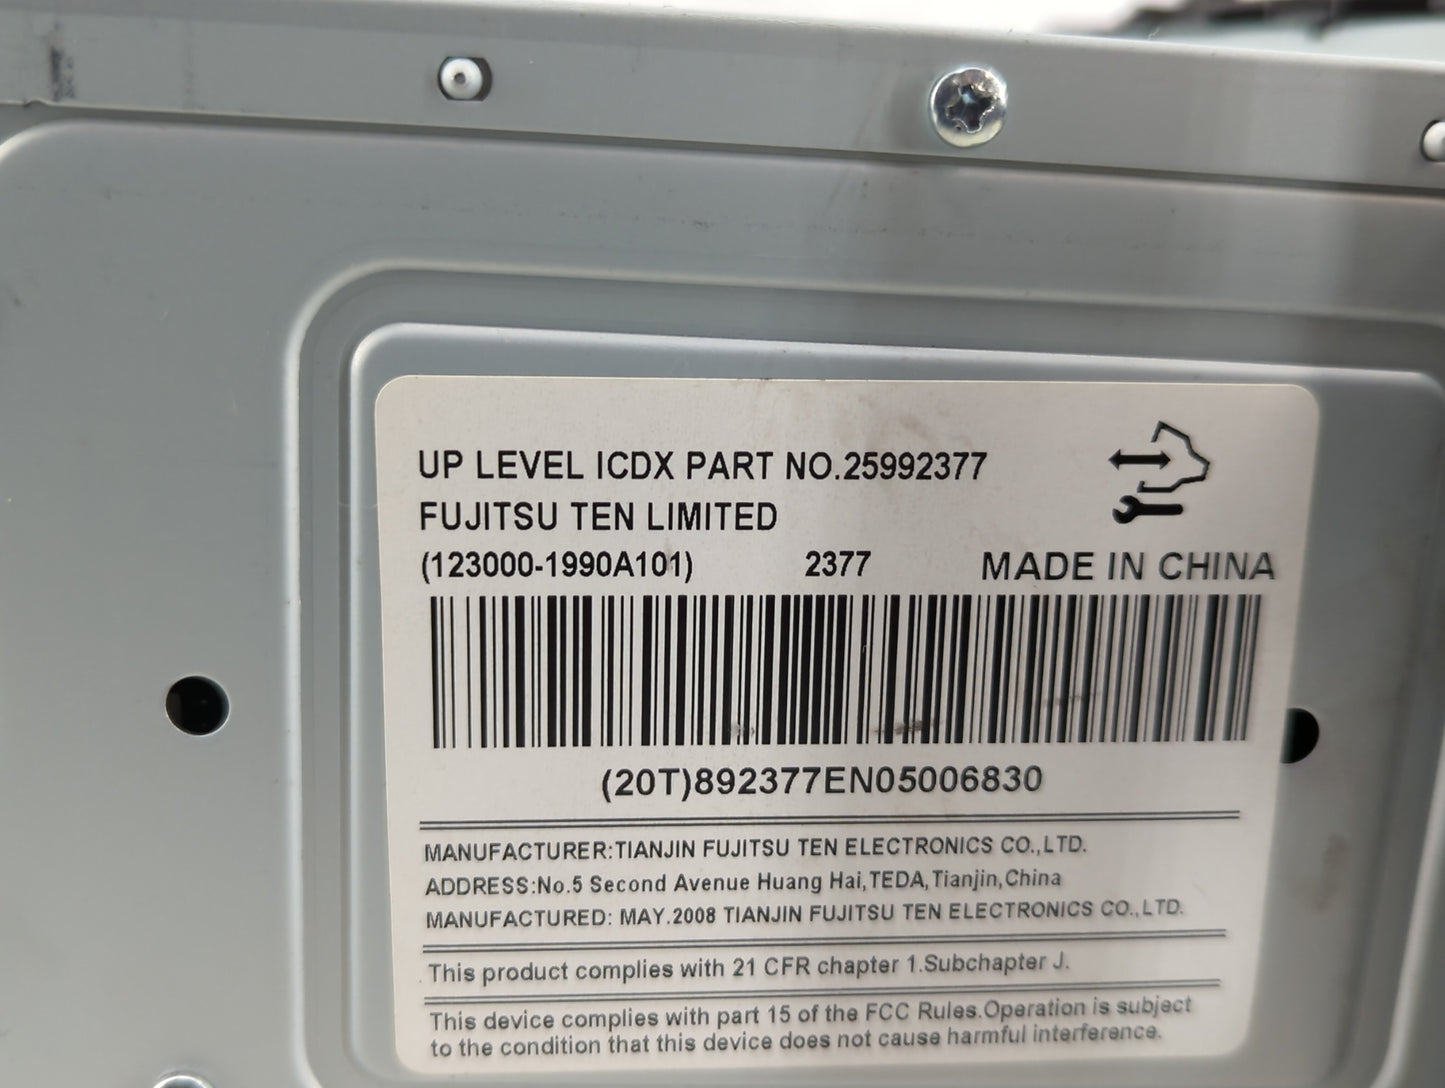 UP LEVEL ICDX PART NO.25992377
FUJITSU TEN LIMITED
(123000-1990A101) 2377 MADE IN CHINA
(20T)892377EN05006830
MANUFACTURER:TIANJIN FUJITSU TEN ELECTRONICS CO.,LTD.
ADDRESS:No.5 Second Avenue Huang Hai,TEDA,Tianjin,China
MANUFACTURED: MAY.2008 TIANJIN FUJITSU TEN ELECTRONICS CO.,LTD.
This product complies with 21 CFR chapter 1.Subchapter J.
This device complies with part 15 of the FCC Rules.Operation is subject
to the condition that this device does not cause harmful interference.